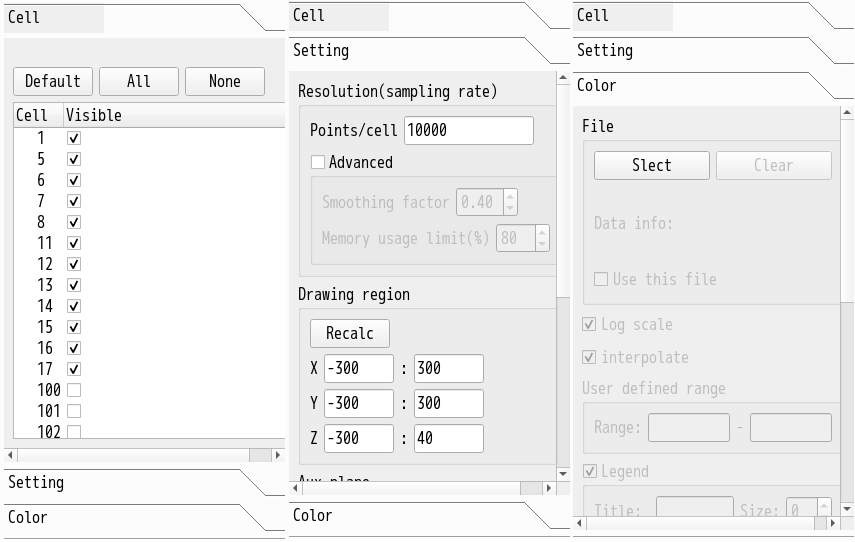 Cell
Default All None
Cell Visible
1
5
6
7
8
11
12
13
14
15
16
17
100
101
102
Setting
Color
Cell
Setting
Resolution(sampling rate)
Points/cell 10000
Advanced
Smoothing factor 0.40
Memory usage limit(%) 80
Drawing region
Recalc
X -300 : 300
Y -300 : 300
Z -300 : 40
Aux plane
Color
Cell
Setting
Color
File
Slect Clear
Data info:
Use this file
Log scale
interpolate
User defined range
Range: -
Legend
Title: Size: 0